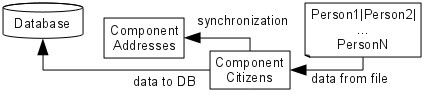 Database
Component
Addresses
synchronization
Person1|Person2|
...
PersonN
Component
Citizens
data to DB
data from file